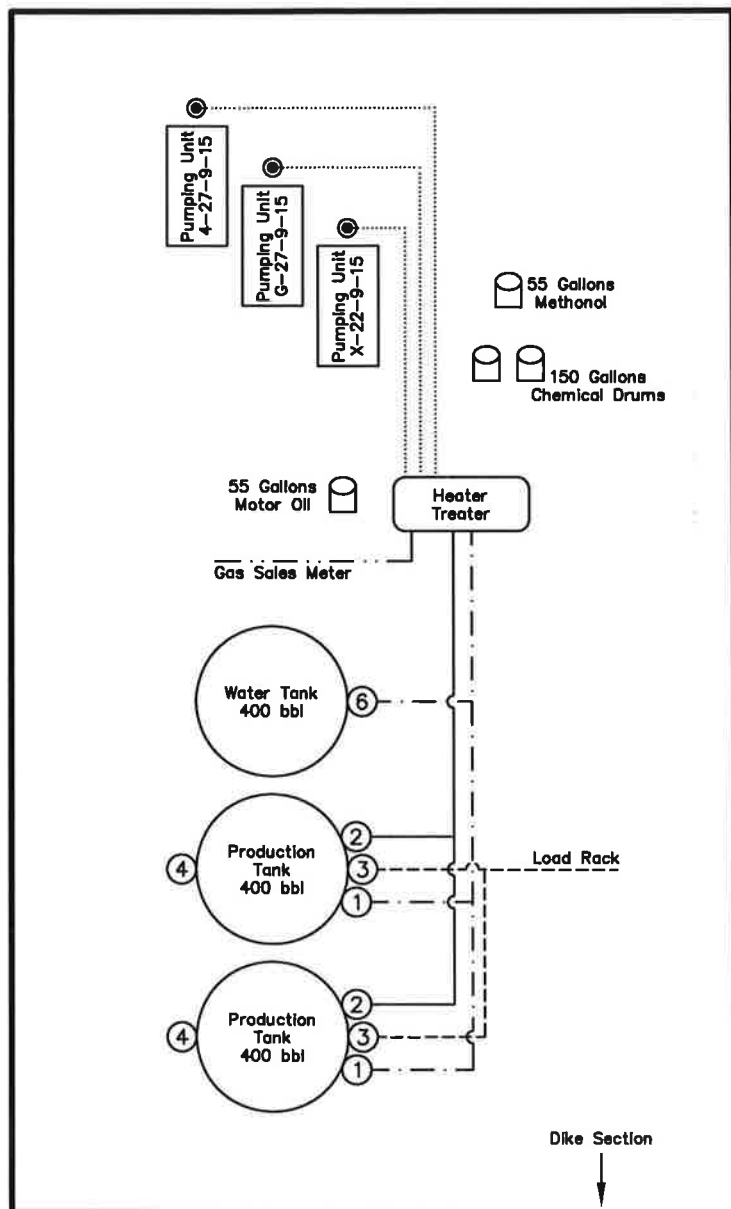 Pumping Unit
4-27-9-15
Pumping Unit
G-27-9-15
Pumping Unit
X-22-9-15
55 Gallons
Methonol
150 Gallons
Chemical Drums
55 Gallons
Motor Oil
Heater
Treater
Gas Sales Meter
Water Tank
400 bbl
6
Production
Tank
400 bbl
4
2
3
1
Load Rack
Production
Tank
400 bbl
4
2
3
1
Dike Section